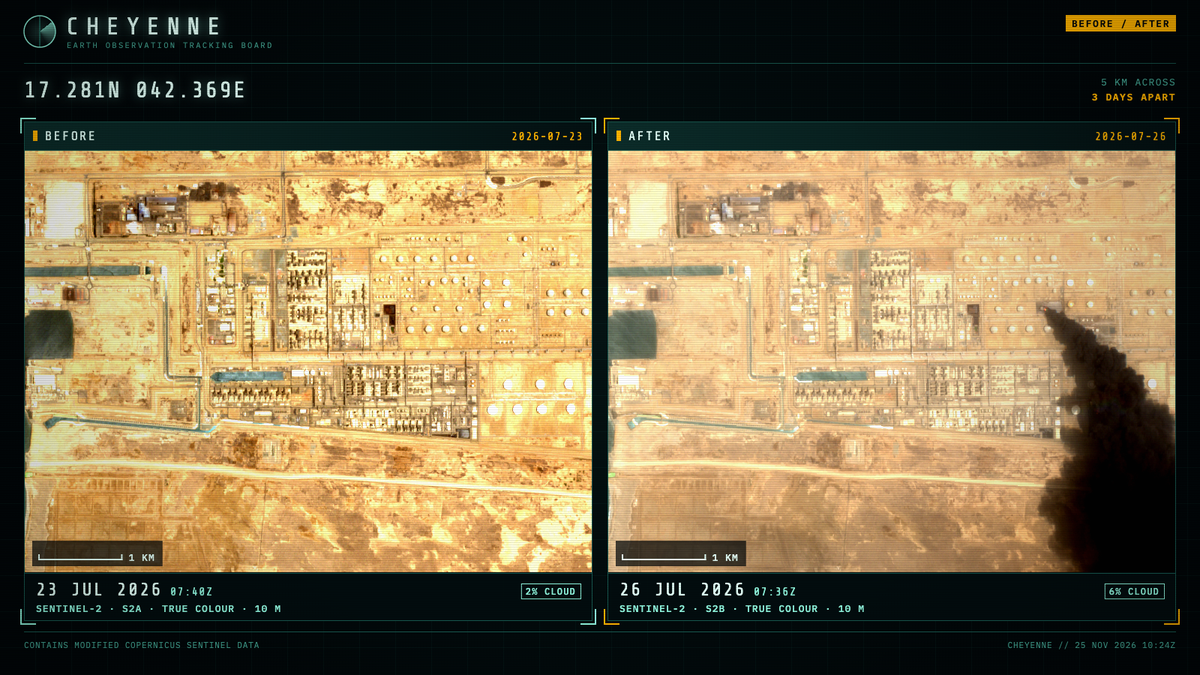 CHEYENNE
EARTH OBSERVATION TRACKING BOARD
BEFORE / AFTER
17.281N 042.369E
5 KM ACROSS
3 DAYS APART
BEFORE
2026-07-23
AFTER
2026-07-26
1 KM
1 KM
23 JUL 2026 07:40Z
2% CLOUD
SENTINEL-2 · S2A · TRUE COLOUR · 10 M
26 JUL 2026 07:36Z
6% CLOUD
SENTINEL-2 · S2B · TRUE COLOUR · 10 M
CONTAINS MODIFIED COPERNICUS SENTINEL DATA
CHEYENNE // 25 NOV 2026 10:24Z